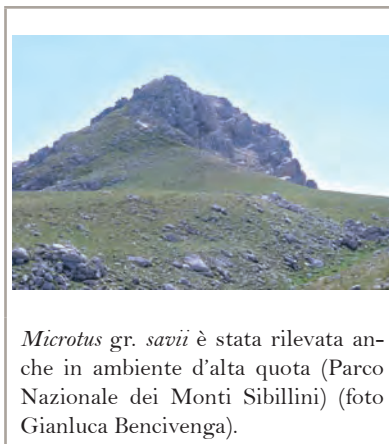 Microtus gr. savii è stata rilevata an-
che in ambiente d'alta quota (Parco
Nazionale dei Monti Sibillini) (foto
Gianluca Bencivenga).